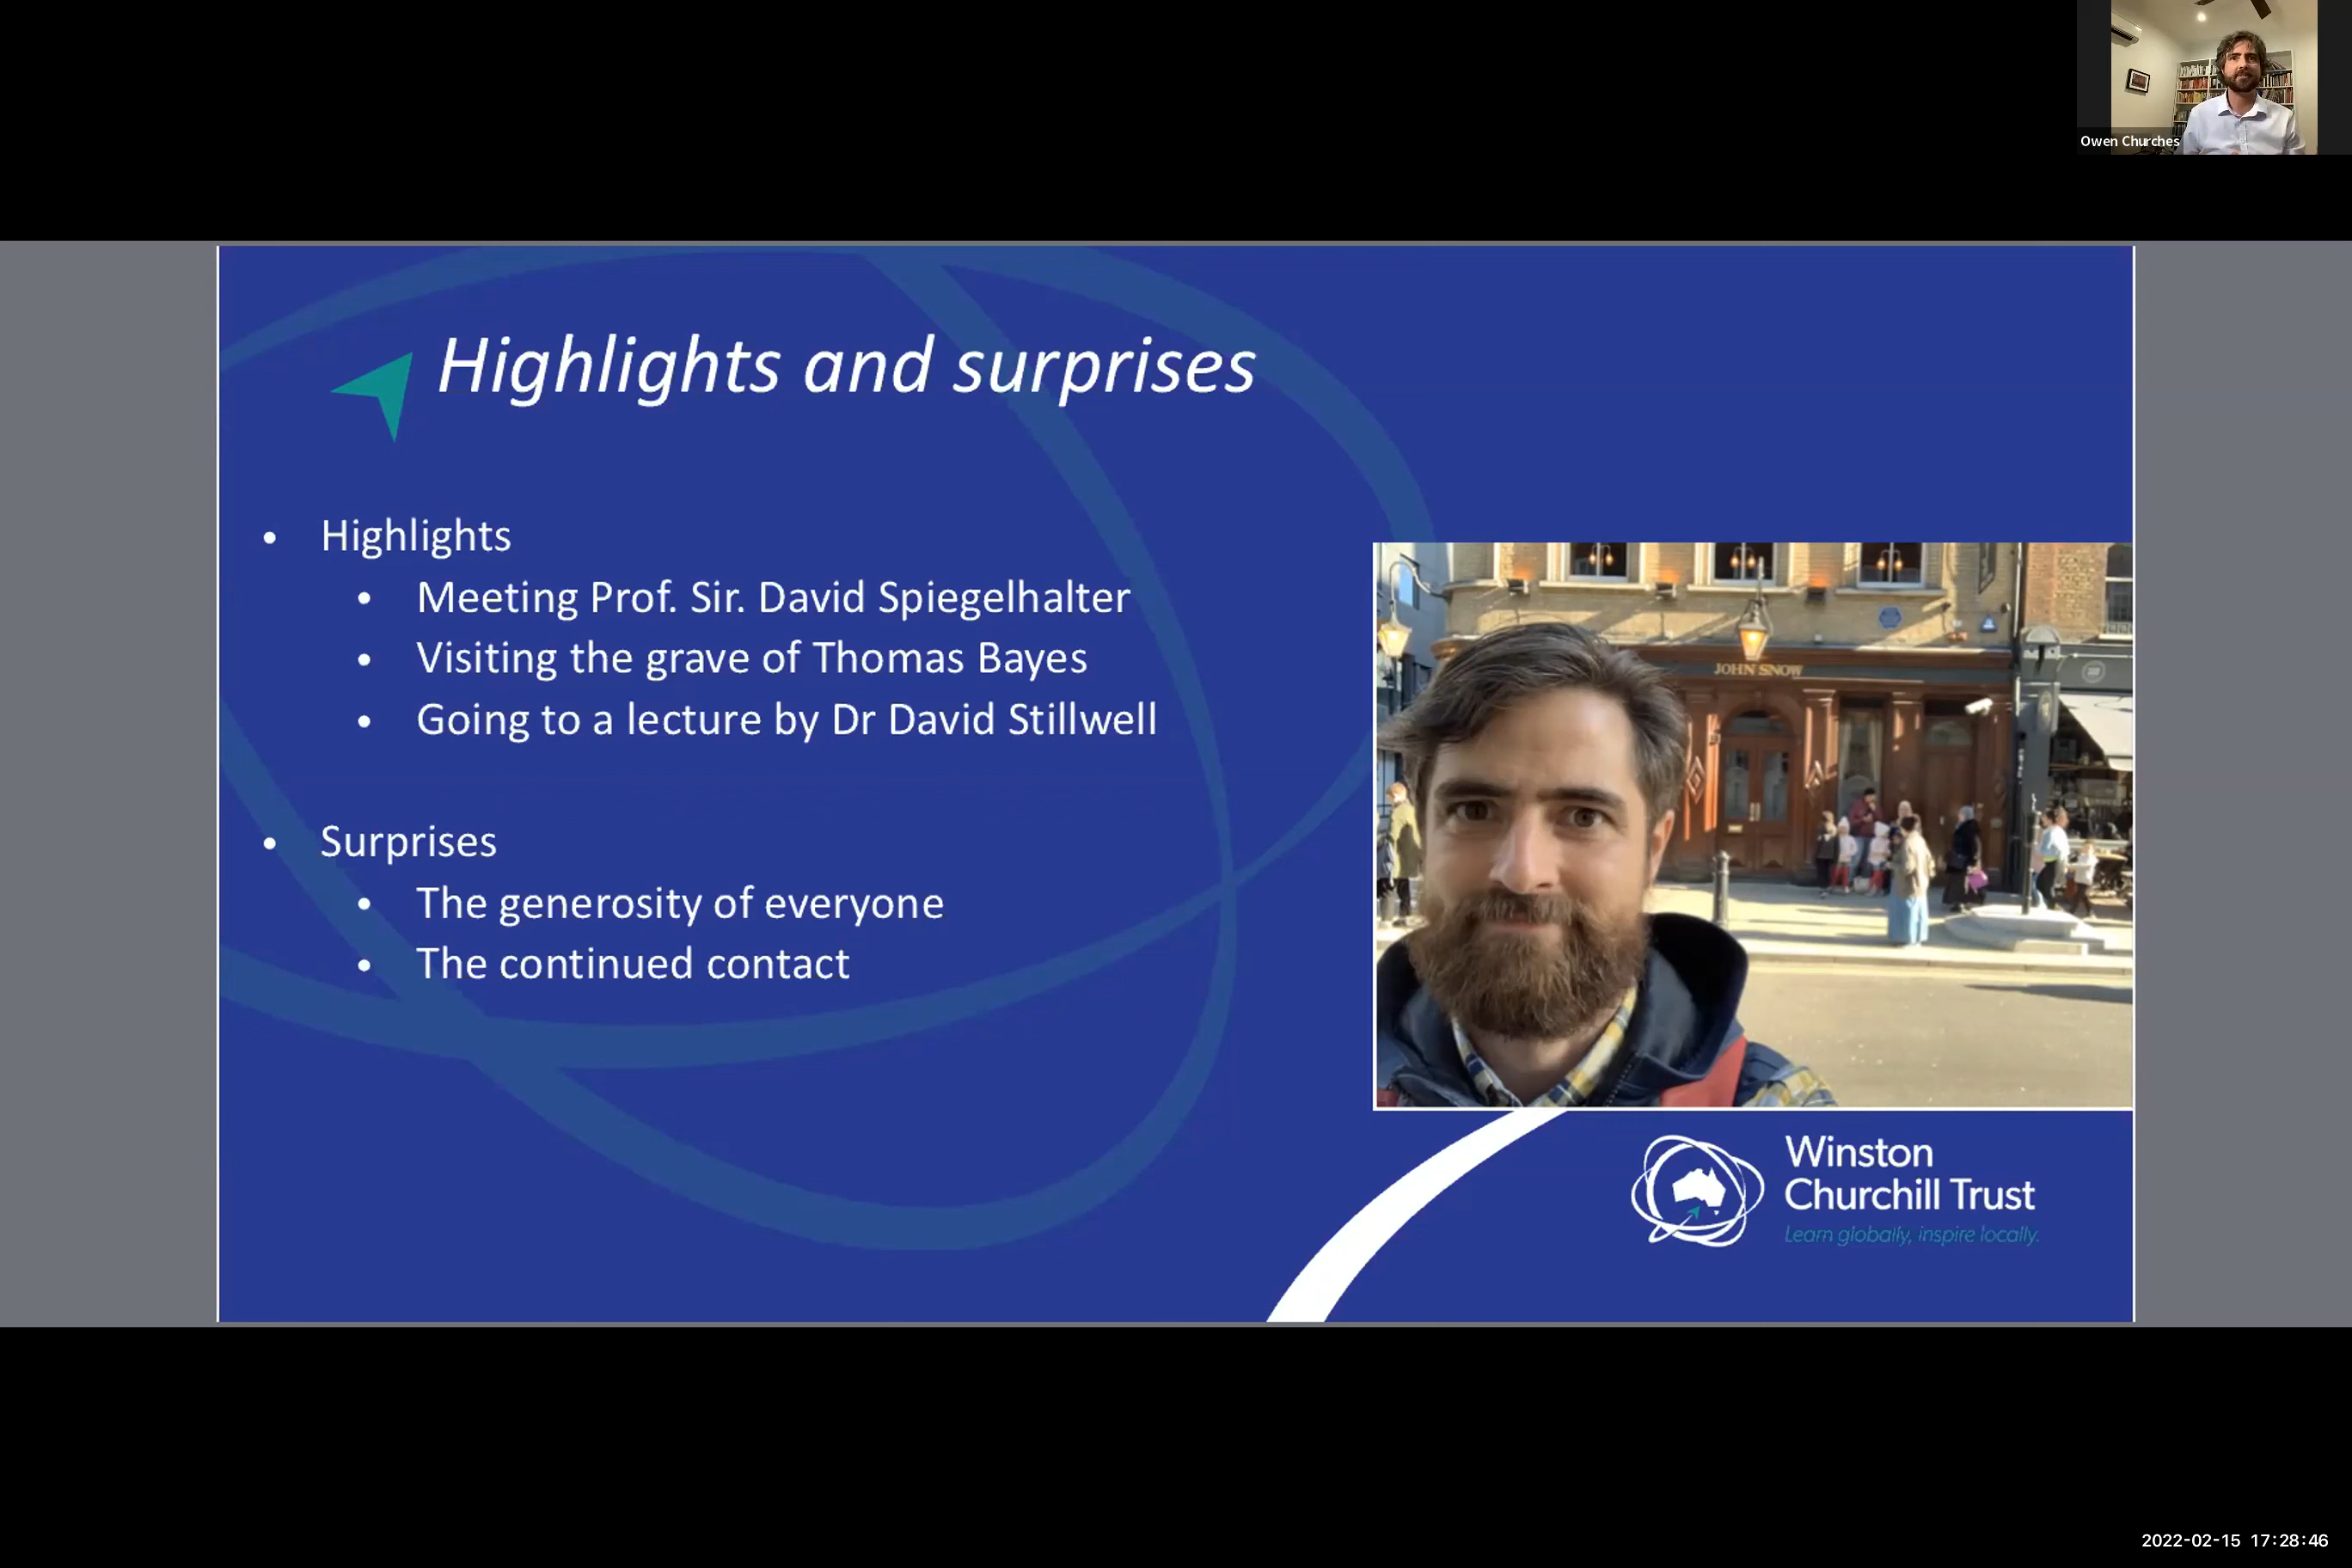 Owen Churches
Highlights and surprises
• Highlights
• Meeting Prof. Sir. David Spiegelhalter
• Visiting the grave of Thomas Bayes
• Going to a lecture by Dr David Stillwell
• Surprises
• The generosity of everyone
• The continued contact
JOHN SNOW
Winston
Churchill Trust
Learn globally, inspire locally.
2022-02-15 17:28:46